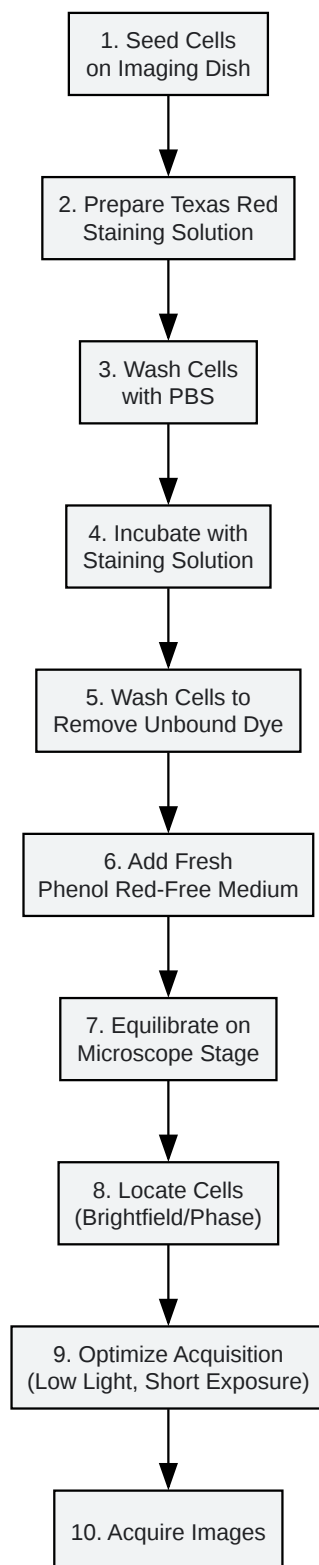 1. Seed Cells
on Imaging Dish
2. Prepare Texas Red
Staining Solution
3. Wash Cells
with PBS
4. Incubate with
Staining Solution
5. Wash Cells to
Remove Unbound Dye
6. Add Fresh
Phenol Red-Free Medium
7. Equilibrate on
Microscope Stage
8. Locate Cells
(Brightfield/Phase)
9. Optimize Acquisition
(Low Light, Short Exposure)
10. Acquire Images